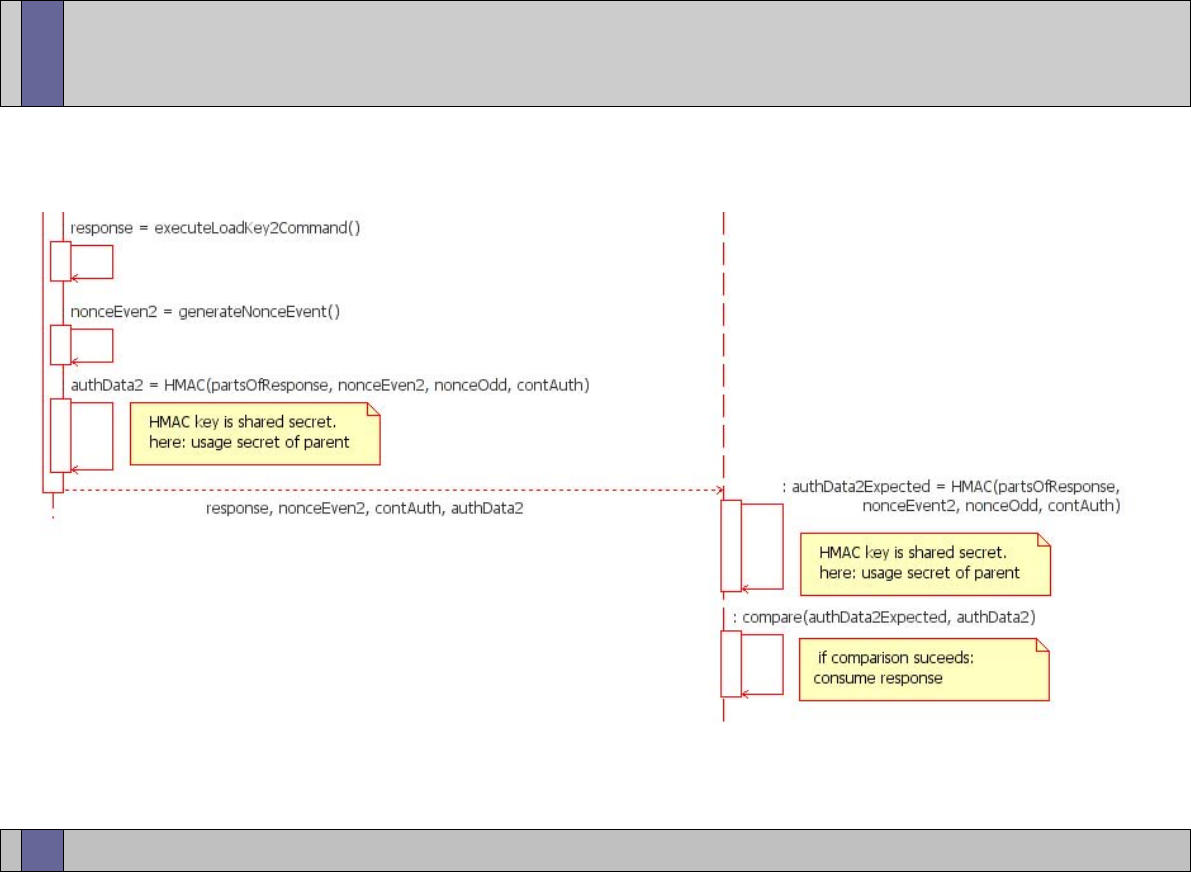 response = executeLoadKey2Command()
nonceEven2 = generateNonceEvent()
authData2 = HMAC(partsOfResponse, nonceEven2, nonceOdd, contAuth)
HMAC key is shared secret.
here: usage secret of parent
response, nonceEven2, contAuth, authData2
: authData2Expected = HMAC(partsOfResponse,
nonceEvent2, nonceOdd, contAuth)
HMAC key is shared secret.
here: usage secret of parent
: compare(authData2Expected, authData2)
if comparison suceeds:
consume response